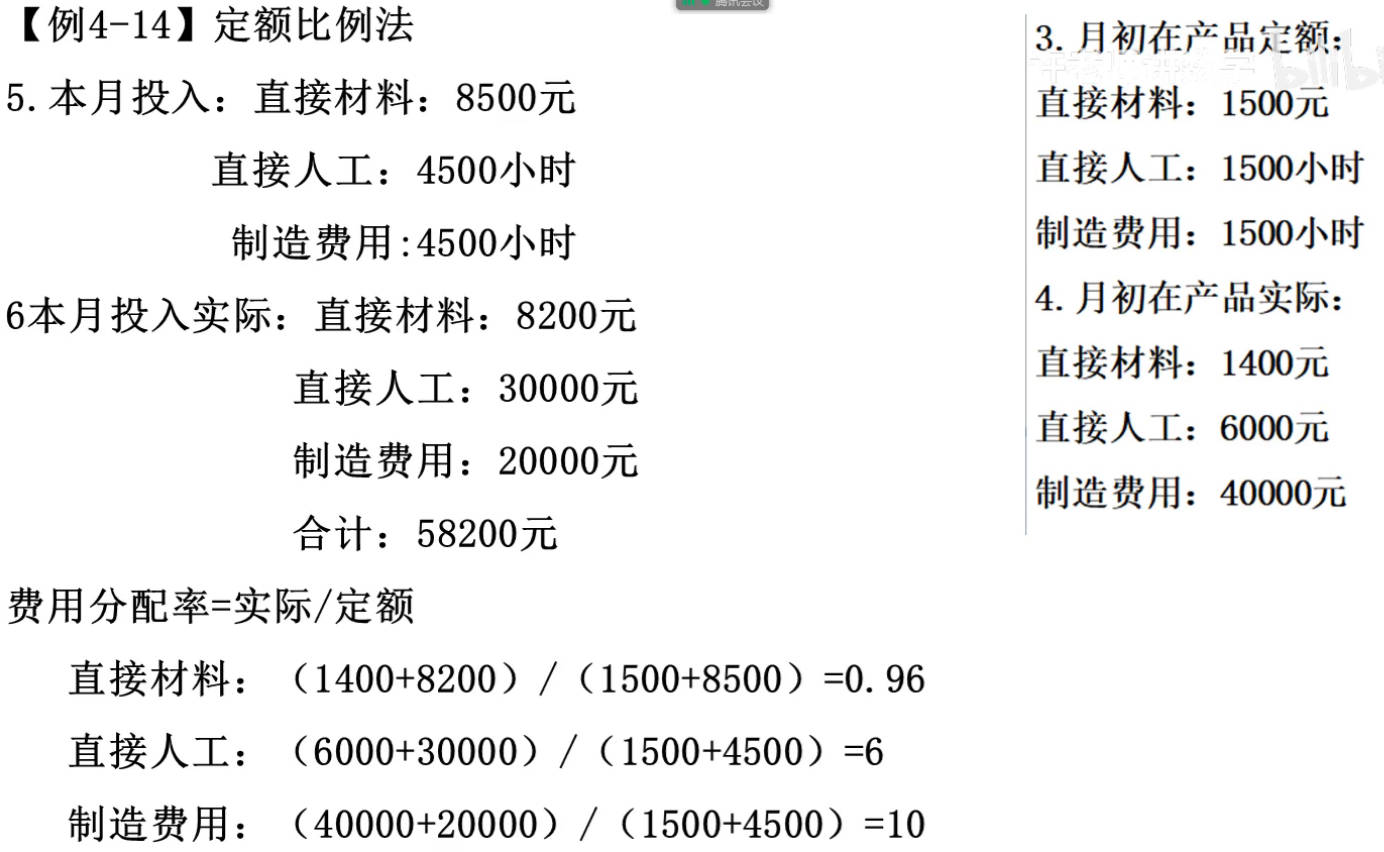 腾讯会议
【例4-14】定额比例法
5.本月投入：直接材料：8500元
直接人工：4500小时
制造费用:4500小时
6本月投入实际：直接材料：8200元
直接人工：30000元
制造费用：20000元
合计：58200元
费用分配率=实际/定额
直接材料：（1400+8200）/（1500+8500）=0.96
直接人工：（6000+30000）/（1500+4500）=6
制造费用：（40000+20000）/（1500+4500）=10
3.月初在产品定额：
直接材料：1500元
直接人工：1500小时
制造费用：1500小时
4.月初在产品实际：
直接材料：1400元
直接人工：6000元
制造费用：40000元